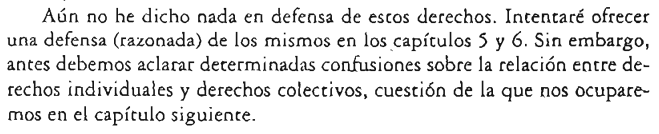 Aún no he dicho nada en defensa de estos derechos. Intentaré ofrecer
una defensa (razonada) de los mismos en los capítulos 5 y 6. Sin embargo,
antes debemos aclarar determinadas confusiones sobre la relación entre de-
rechos individuales y derechos colectivos, cuestión de la que nos ocupare-
mos en el capítulo siguiente.